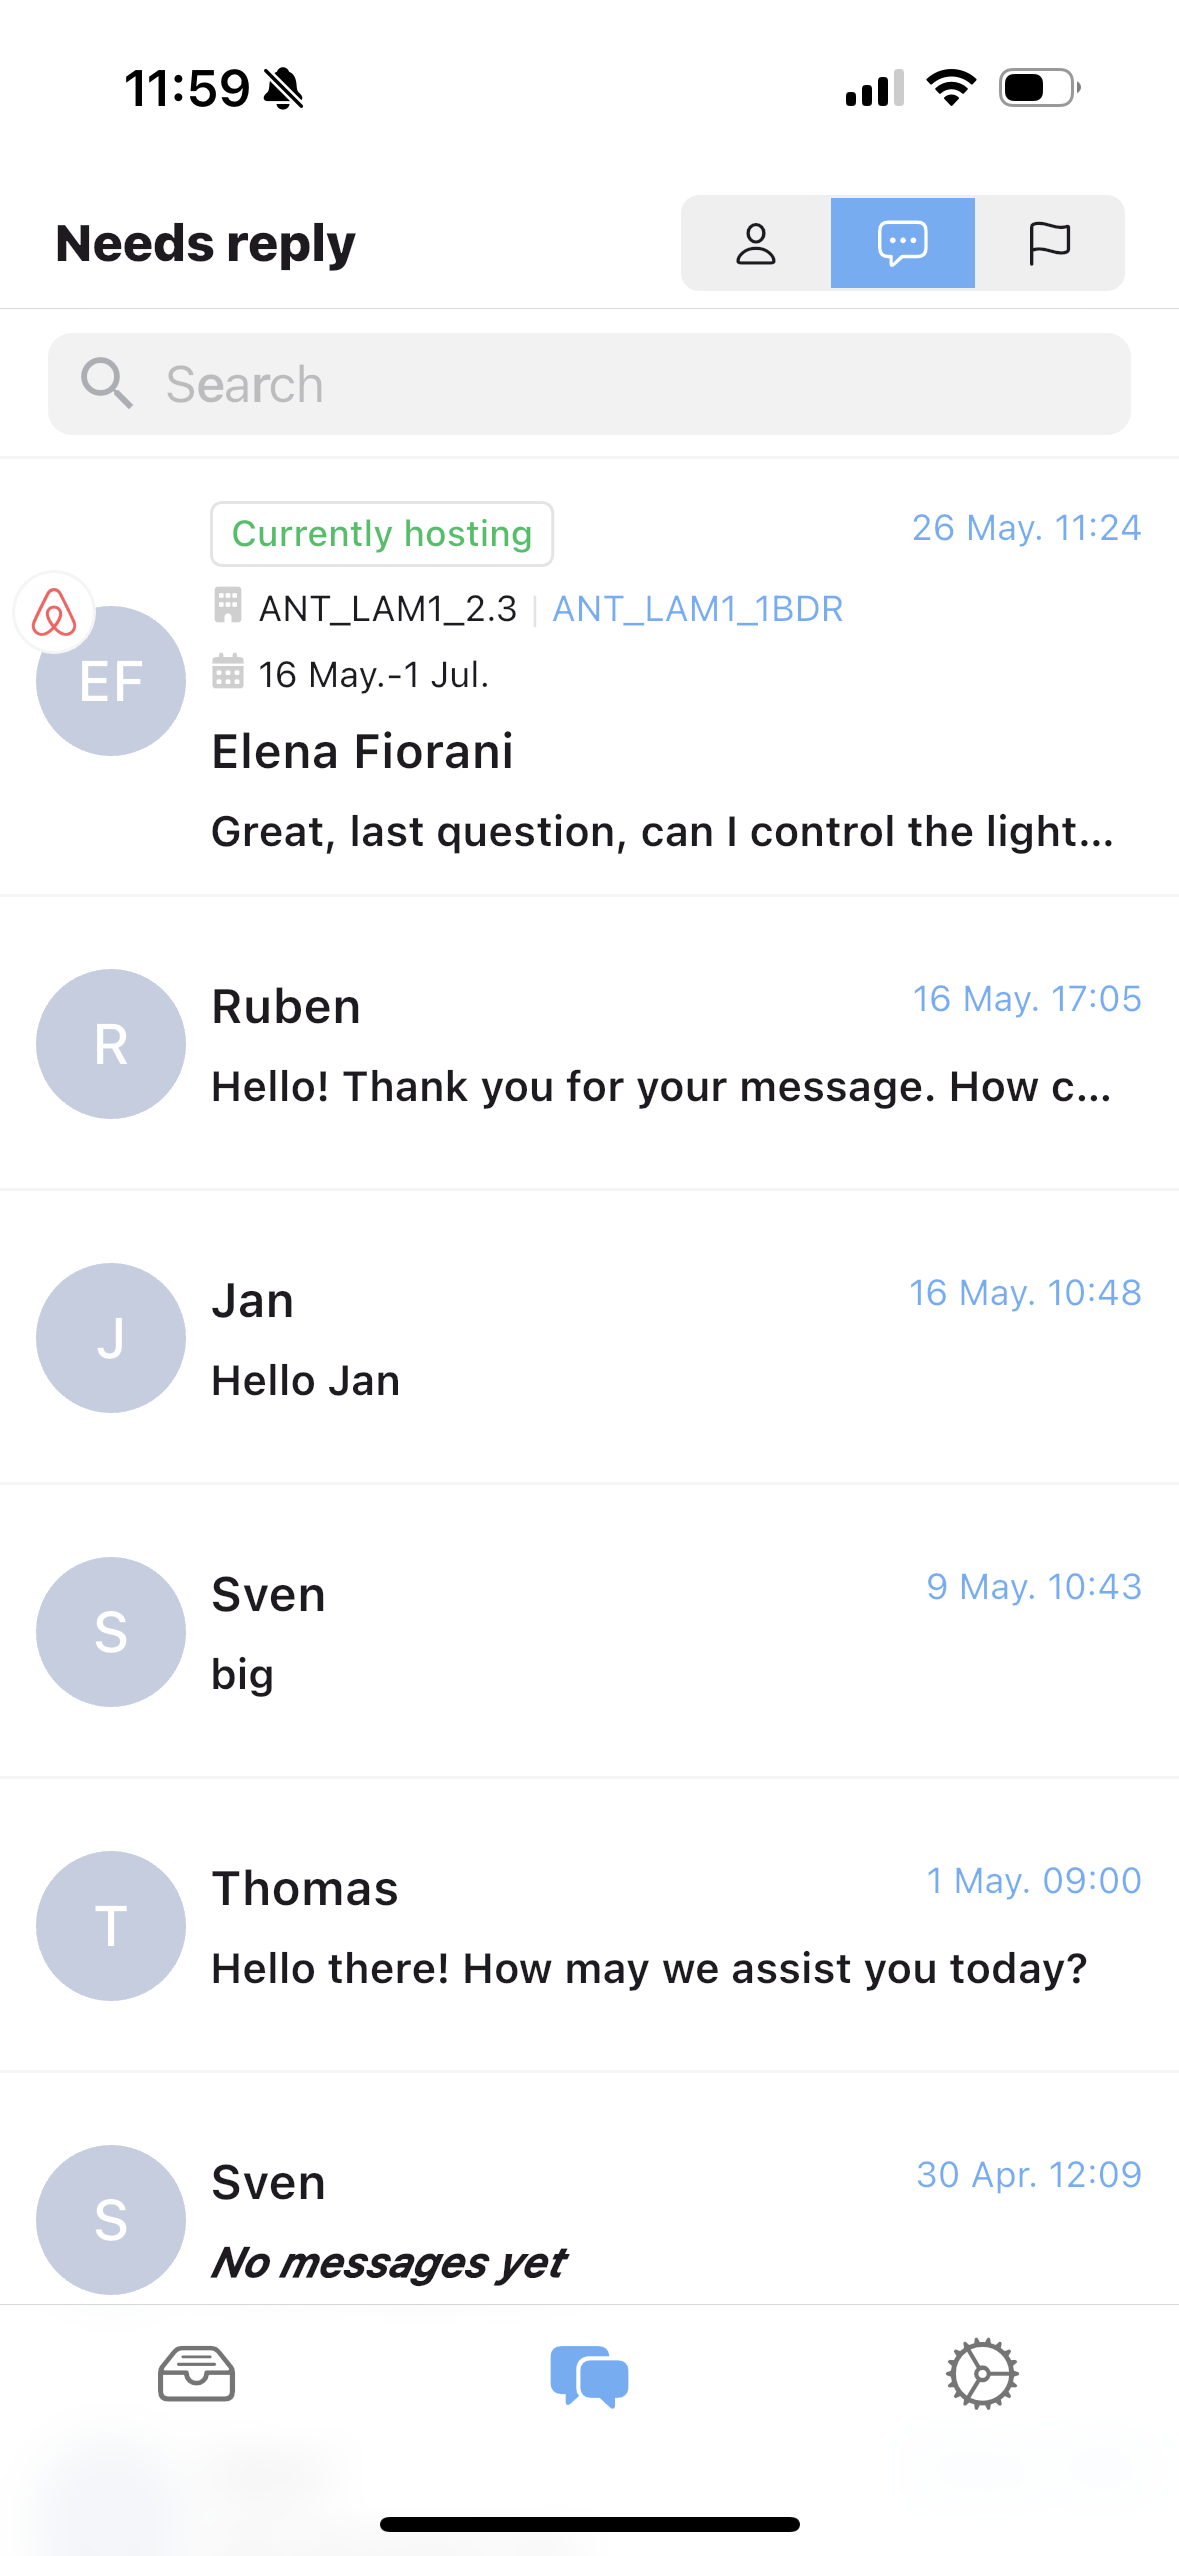 11:59
Needs reply
Search
Currently hosting
26 May. 11:24
ANT_LAM1_2.3 | ANT_LAM1_1BDR
16 May.-1 Jul.
EF
Elena Fiorani
Great, last question, can I control the light...
R
Ruben
16 May. 17:05
Hello! Thank you for your message. How c...
J
Jan
16 May. 10:48
Hello Jan
S
Sven
9 May. 10:43
big
T
Thomas
1 May. 09:00
Hello there! How may we assist you today?
S
Sven
30 Apr. 12:09
No messages yet